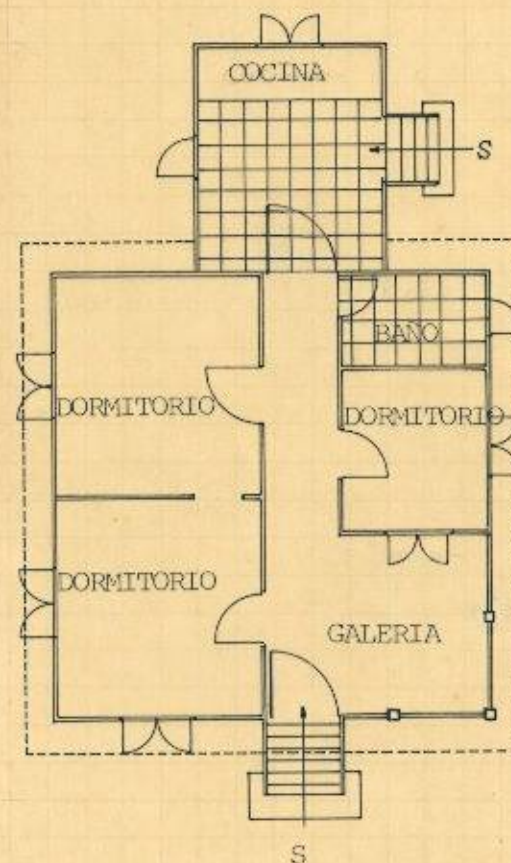 COCINA
S
BAÑO
DORMITORIO
DORMITORIO
DORMITORIO
GALERIA
S